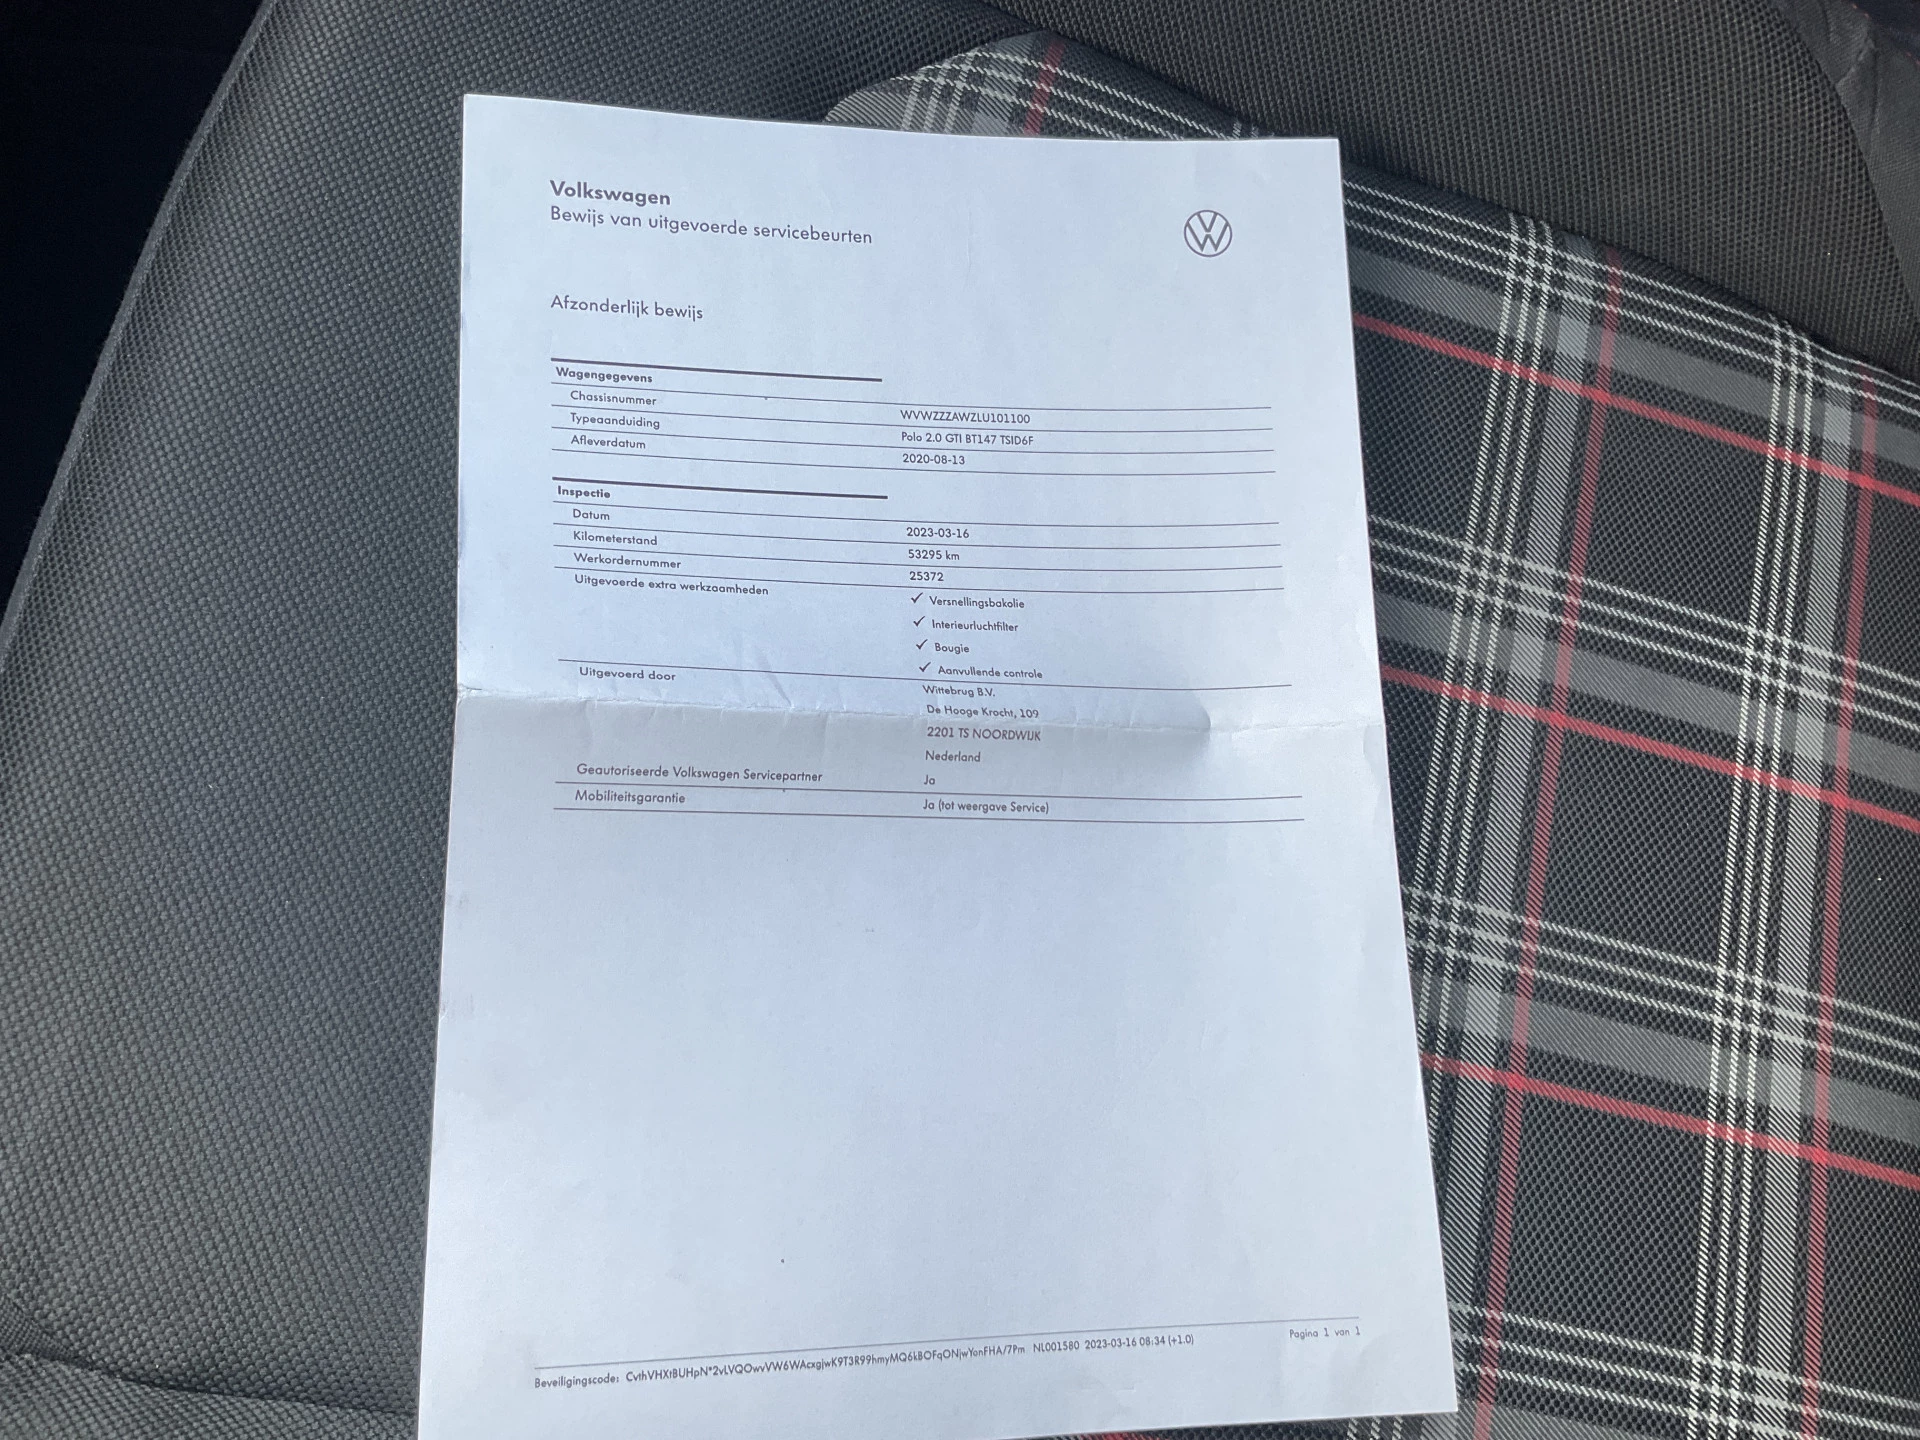 Volkswagen
Bewijs van uitgevoerde servicebeurten
Afzonderlijk bewijs
Wagengegevens
Chassisnummer WVWZZZAWZLU101100
Typeaanduiding Polo 2.0 GTI BT147 TSID6F
Afleverdatum 2020-08-13
Inspectie
Datum 2023-03-16
Kilometerstand 53295 km
Werkordernummer 25372
Uitgevoerde extra werkzaamheden ✓ Versnellingsbakolie
✓ Interieurluchtfilter
✓ Bougie
✓ Aanvullende controle
Uitgevoerd door Wittebrug B.V.
De Hooge Krocht, 109
2201 TS NOORDWIJK
Nederland
Geautoriseerde Volkswagen Servicepartner Ja
Mobiliteitsgarantie Ja (tot weergave Service)
Beveiligingscode: NL001580 2023-03-16 08:34 (+1.0) Pagina 1 van 1